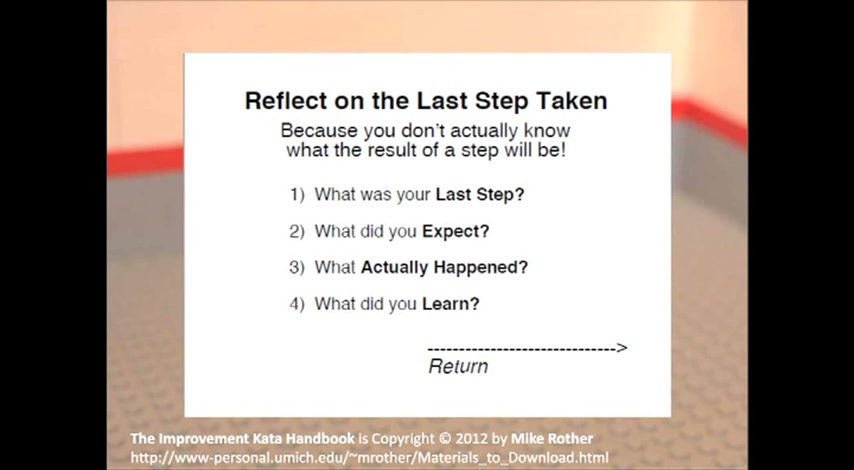 Reflect on the Last Step Taken
Because you don't actually know
what the result of a step will be!
1) What was your Last Step?
2) What did you Expect?
3) What Actually Happened?
4) What did you Learn?
------------------------------>
Return
The Improvement Kata Handbook is Copyright © 2012 by Mike Rother
http://www-personal.umich.edu/~mrother/Materials_to_Download.html